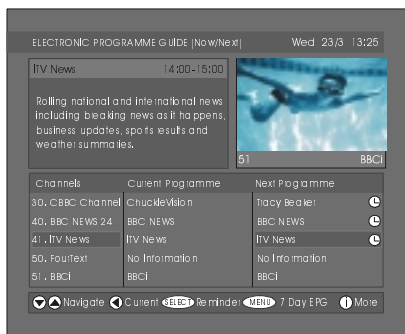 ELECTRONIC PROGRAMME GUIDE [Now/Next] Wed 23/3 13:25
ITV News 14:00-15:00
Rolling national and international news
including breaking news as it happens,
business updates, sports results and
weather summaries.
51 BBCi
Channels Current Programme Next Programme
30. CBBC Channel ChuckleVision Tracy Beaker
40. BBC NEWS 24 BBC NEWS BBC NEWS
41. ITV News ITV News ITV News
50. FourText No Information No Information
51. BBCi BBCi BBCi
Navigate Current SELECT Reminder MENU 7 Day EPG i More